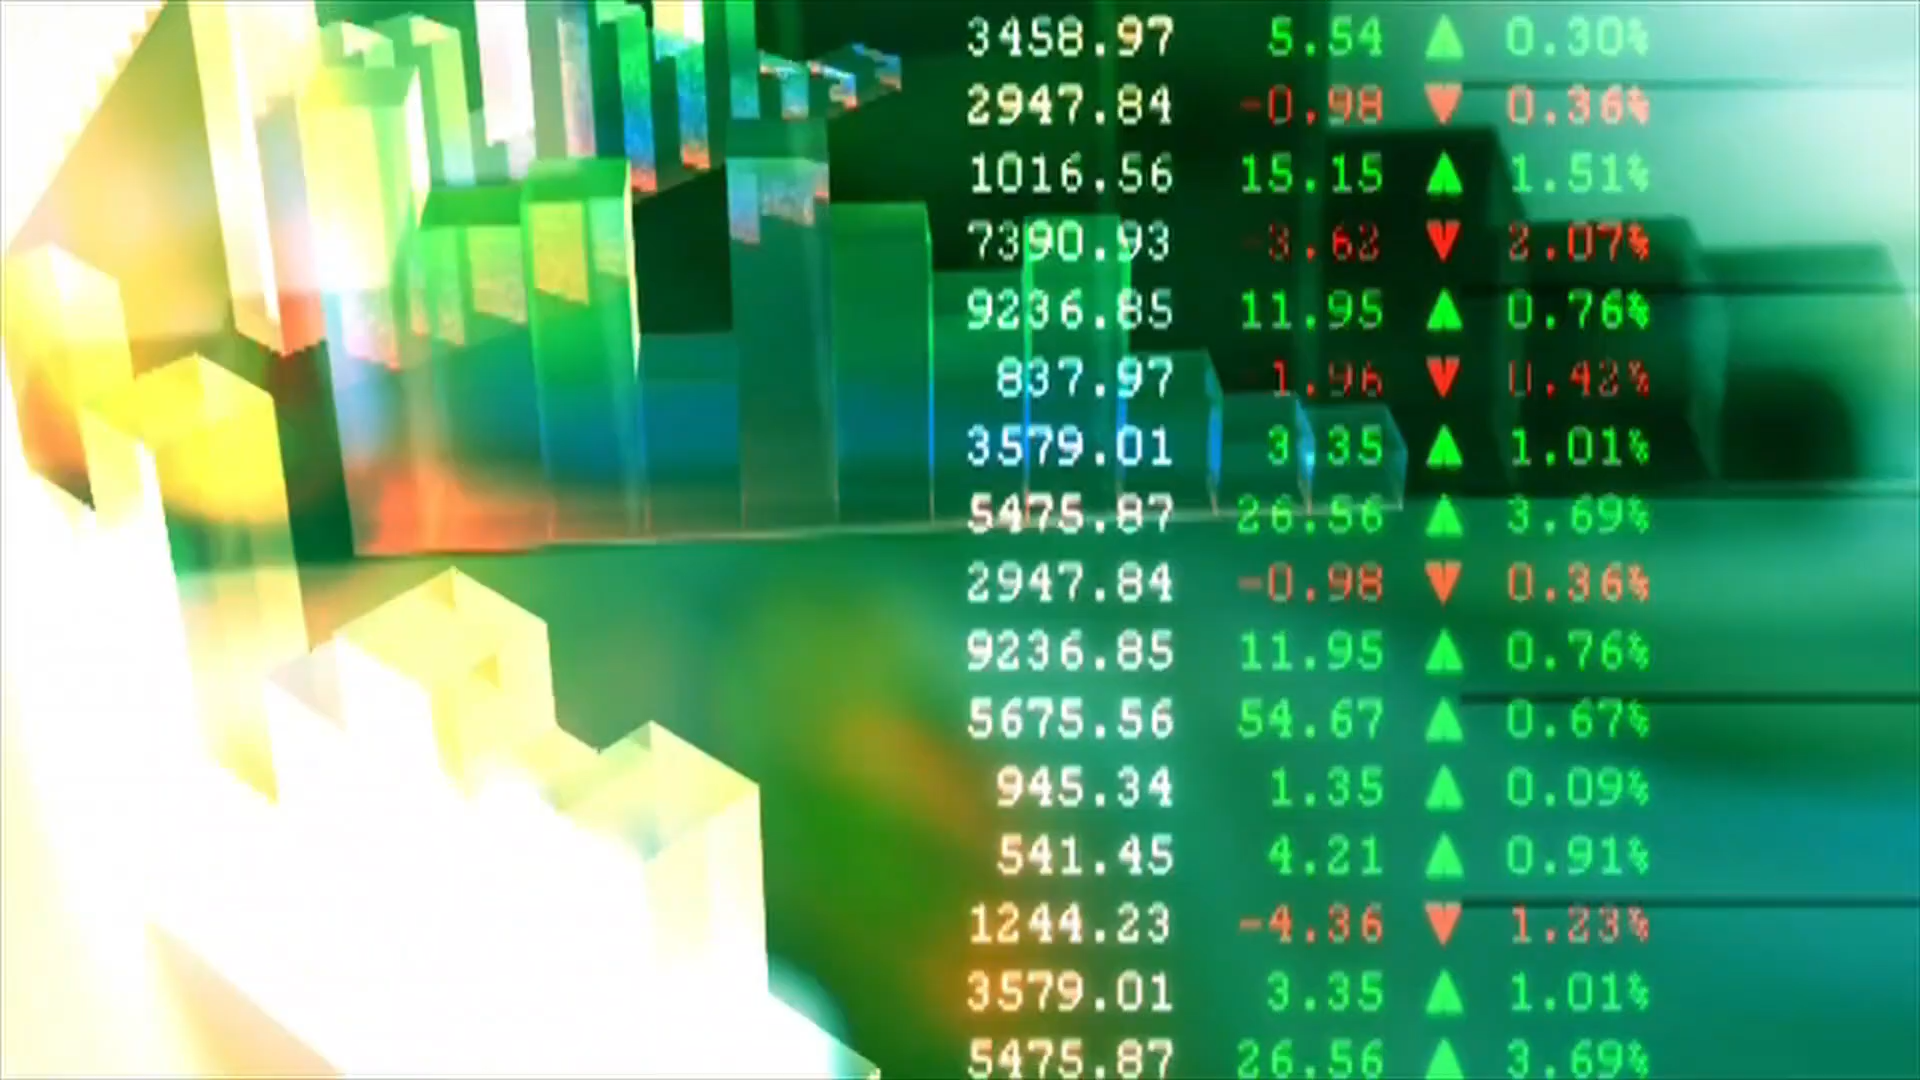 3458.97 5.54 ▲ 0.30%
2947.84 -0.98 ▼ 0.36%
1016.56 15.15 ▲ 1.51%
7390.93 -3.62 ▼ 2.07%
9236.85 11.95 ▲ 0.76%
837.97 -1.96 ▼ 0.42%
3579.01 3.35 ▲ 1.01%
5475.87 26.56 ▲ 3.69%
2947.84 -0.98 ▼ 0.36%
9236.85 11.95 ▲ 0.76%
5675.56 54.67 ▲ 0.67%
945.34 1.35 ▲ 0.09%
541.45 4.21 ▲ 0.91%
1244.23 -4.36 ▼ 1.23%
3579.01 3.35 ▲ 1.01%
5475.87 26.56 ▲ 3.69%